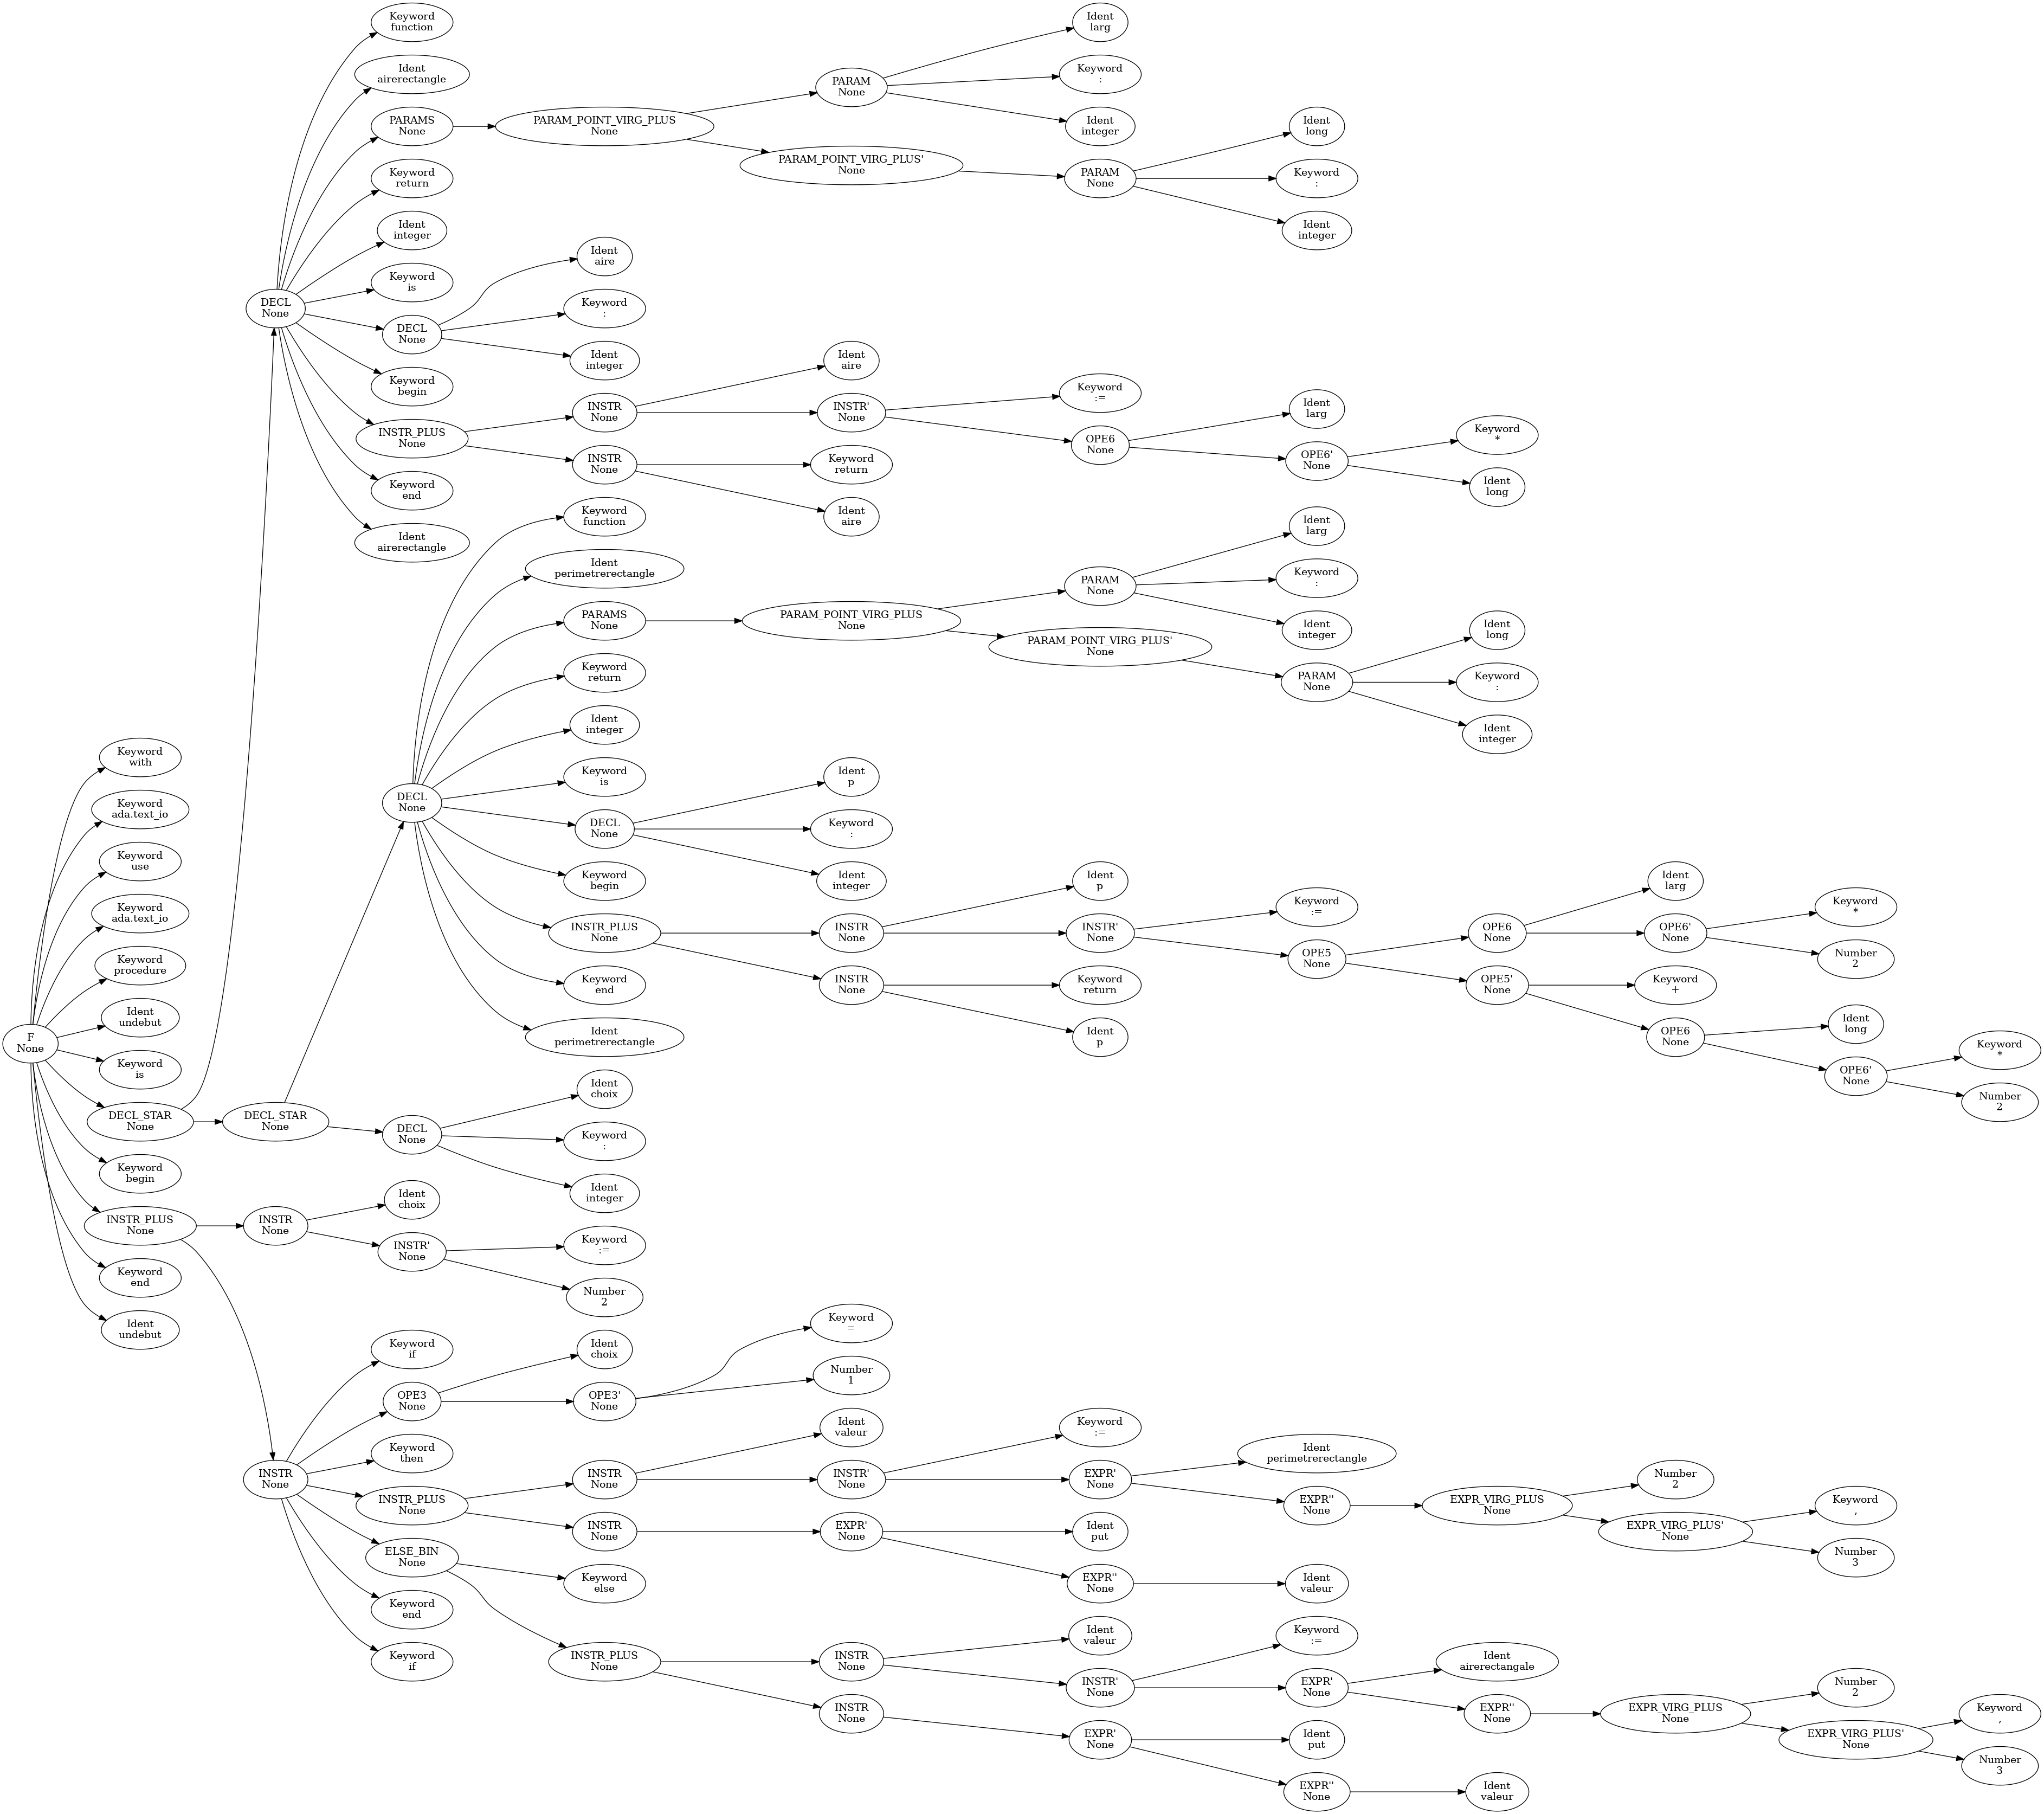 Keyword
function
Ident
larg
Ident
airerectangle
Keyword
:
PARAM
None
PARAMS
None
PARAM_POINT_VIRG_PLUS
None
Ident
integer
Ident
long
PARAM_POINT_VIRG_PLUS'
None
Keyword
return
PARAM
None
Keyword
:
Ident
integer
Ident
integer
Ident
aire
Keyword
is
DECL
None
Keyword
:
DECL
None
Ident
integer
Ident
aire
Keyword
begin
Keyword
:=
INSTR
None
INSTR'
None
Ident
larg
INSTR_PLUS
None
OPE6
None
Keyword
*
INSTR
None
Keyword
return
OPE6'
None
Keyword
end
Ident
long
Keyword
function
Ident
aire
Ident
larg
Ident
airerectangle
Ident
perimetrerectangle
PARAM
None
Keyword
:
PARAMS
None
PARAM_POINT_VIRG_PLUS
None
Ident
integer
Ident
long
PARAM_POINT_VIRG_PLUS'
None
Keyword
return
PARAM
None
Keyword
:
Ident
integer
Ident
integer
Keyword
with
Keyword
is
Ident
p
DECL
None
Keyword
ada.text_io
DECL
None
Keyword
:
Keyword
use
Keyword
begin
Ident
integer
Ident
p
Ident
larg
Keyword
ada.text_io
Keyword
:=
Keyword
*
INSTR_PLUS
None
INSTR
None
INSTR'
None
OPE6
None
OPE6'
None
OPE5
None
Number
2
Keyword
procedure
Keyword
end
INSTR
None
Keyword
return
OPE5'
None
Keyword
+
Ident
undebut
Ident
long
F
None
Ident
perimetrerectangle
Ident
p
OPE6
None
Keyword
*
Keyword
is
OPE6'
None
Ident
choix
Number
2
DECL_STAR
None
DECL_STAR
None
DECL
None
Keyword
:
Keyword
begin
Ident
integer
Ident
choix
INSTR_PLUS
None
INSTR
None
INSTR'
None
Keyword
:=
Keyword
end
Number
2
Ident
undebut
Keyword
=
Keyword
if
Ident
choix
Number
1
OPE3
None
OPE3'
None
Ident
valeur
Keyword
:=
Keyword
then
Ident
perimetrerectangle
INSTR
None
INSTR
None
INSTR'
None
EXPR'
None
Number
2
INSTR_PLUS
None
EXPR''
None
EXPR_VIRG_PLUS
None
Keyword
,
INSTR
None
EXPR'
None
Ident
put
EXPR_VIRG_PLUS'
None
ELSE_BIN
None
Number
3
Keyword
else
EXPR''
None
Ident
valeur
Keyword
end
Ident
valeur
Keyword
:=
Keyword
if
INSTR_PLUS
None
INSTR
None
Ident
airerectangale
INSTR'
None
EXPR'
None
Number
2
INSTR
None
EXPR''
None
EXPR_VIRG_PLUS
None
Keyword
,
EXPR'
None
Ident
put
EXPR_VIRG_PLUS'
None
Number
3
EXPR''
None
Ident
valeur